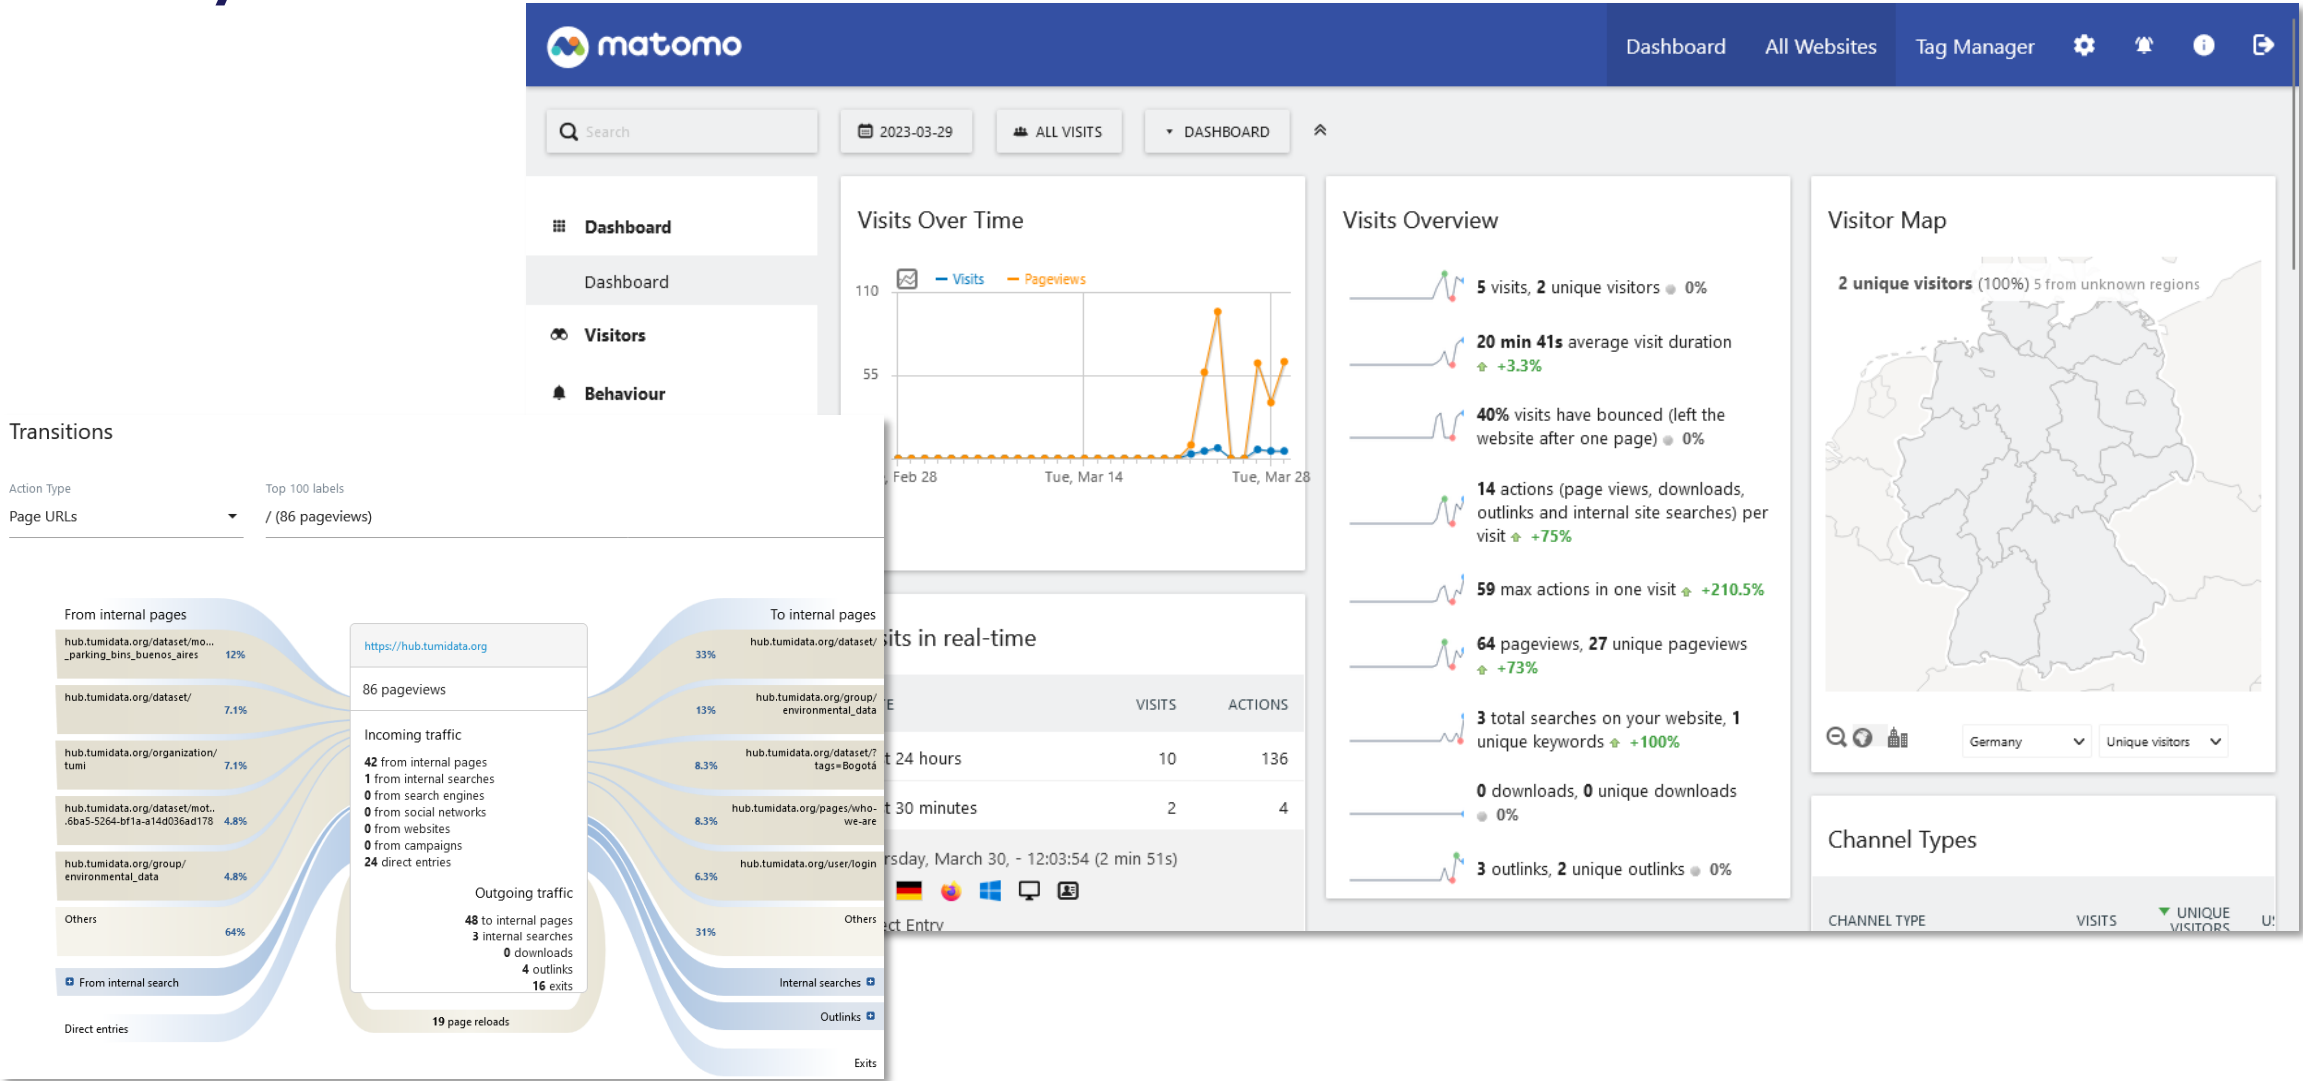 matomo
Dashboard
All Websites
Tag Manager
Search
2023-03-29
ALL VISITS
DASHBOARD
Dashboard
Dashboard
Visitors
Behaviour
Visits Over Time
Visits
Pageviews
110
55
Feb 28
Tue, Mar 14
Tue, Mar 28
its in real-time
VISITS
ACTIONS
24 hours
10
136
30 minutes
2
4
rsday, March 30, - 12:03:54 (2 min 51s)
ct Entry
Visits Overview
5 visits, 2 unique visitors 0%
20 min 41s average visit duration
+3.3%
40% visits have bounced (left the
website after one page) 0%
14 actions (page views, downloads,
outlinks and internal site searches) per
visit +75%
59 max actions in one visit +210.5%
64 pageviews, 27 unique pageviews
+73%
3 total searches on your website, 1
unique keywords +100%
0 downloads, 0 unique downloads
0%
3 outlinks, 2 unique outlinks 0%
Visitor Map
2 unique visitors (100%) 5 from unknown regions
Germany
Unique visitors
Channel Types
CHANNEL TYPE
VISITS
UNIQUE
VISITORS
Transitions
Action Type
Page URLs
Top 100 labels
/ (86 pageviews)
From internal pages
hub.tumidata.org/dataset/mo...
_parking_bins_buenos_aires 12%
hub.tumidata.org/dataset/
7.1%
hub.tumidata.org/organization/
tumi 7.1%
hub.tumidata.org/dataset/mot..
.6ba5-5264-bf1a-a14d036ad178 4.8%
hub.tumidata.org/group/
environmental_data 4.8%
Others
64%
From internal search
Direct entries
https://hub.tumidata.org
86 pageviews
Incoming traffic
42 from internal pages
1 from internal searches
0 from search engines
0 from social networks
0 from websites
0 from campaigns
24 direct entries
Outgoing traffic
48 to internal pages
3 internal searches
0 downloads
4 outlinks
16 exits
19 page reloads
To internal pages
hub.tumidata.org/dataset/
33%
hub.tumidata.org/group/
13% environmental_data
hub.tumidata.org/dataset/?
8.3% tags=Bogotá
hub.tumidata.org/pages/who-
8.3% we-are
hub.tumidata.org/user/login
6.3%
Others
31%
Internal searches
Outlinks
Exits